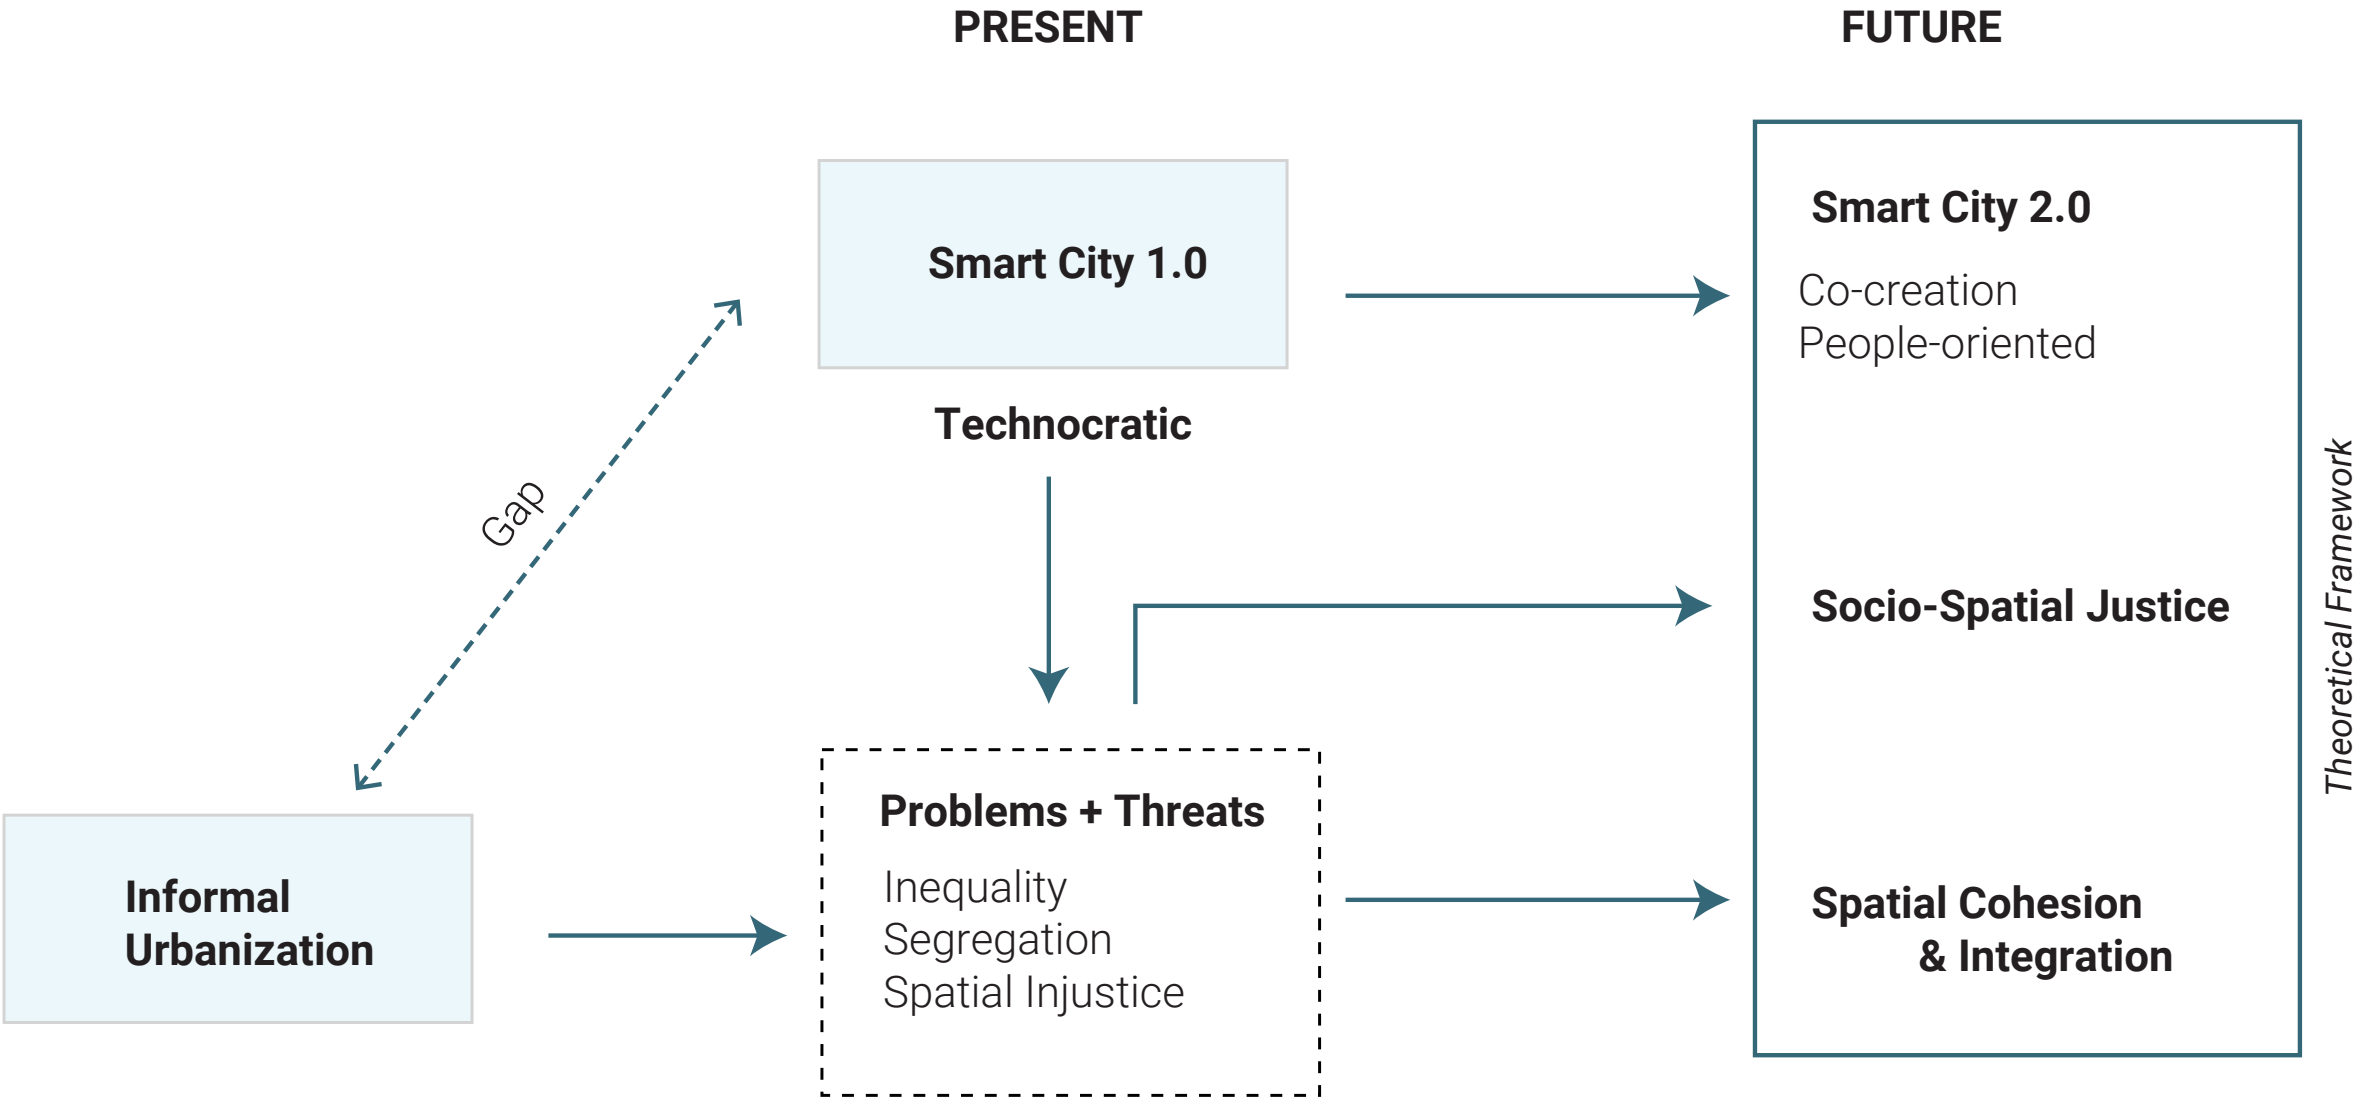 PRESENT
FUTURE
Smart City 1.0
Technocratic
Gap
Informal
Urbanization
Problems + Threats
Inequality
Segregation
Spatial Injustice
Smart City 2.0
Co-creation
People-oriented
Socio-Spatial Justice
Spatial Cohesion
& Integration
Theoretical Framework